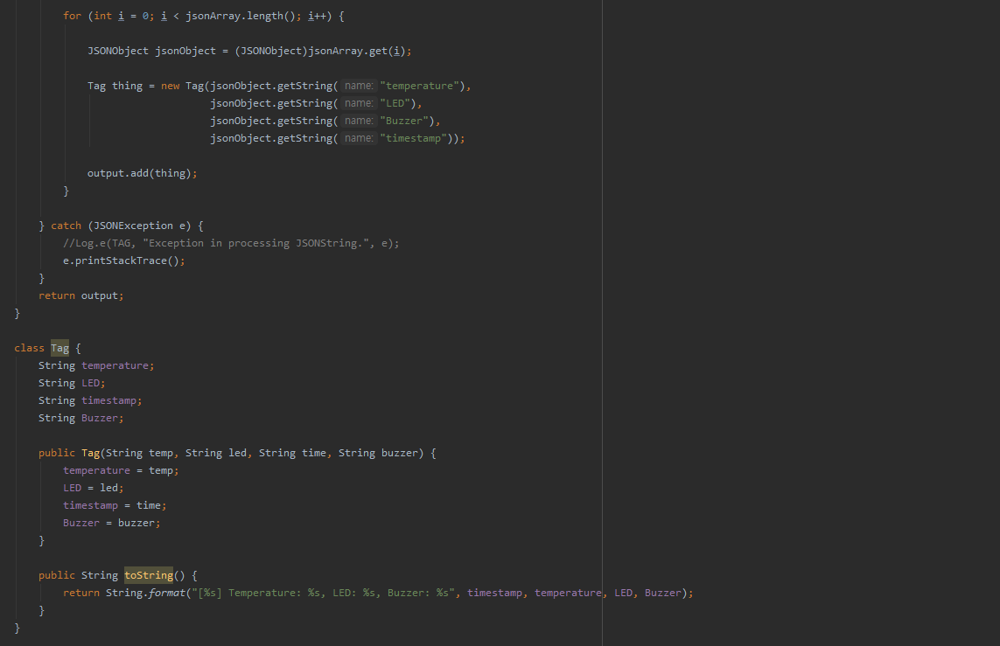 for (int i = 0; i < jsonArray.length(); i++) {
JSONObject jsonObject = (JSONObject)jsonArray.get(i);
Tag thing = new Tag(jsonObject.getString( name: "temperature"),
jsonObject.getString( name: "LED"),
jsonObject.getString( name: "Buzzer"),
jsonObject.getString( name: "timestamp"));
output.add(thing);
}
} catch (JSONException e) {
//Log.e(TAG, "Exception in processing JSONString.", e);
e.printStackTrace();
}
return output;
}
class Tag {
String temperature;
String LED;
String timestamp;
String Buzzer;
public Tag(String temp, String led, String time, String buzzer) {
temperature = temp;
LED = led;
timestamp = time;
Buzzer = buzzer;
}
public String toString() {
return String.format("[%s] Temperature: %s, LED: %s, Buzzer: %s", timestamp, temperature, LED, Buzzer);
}
}